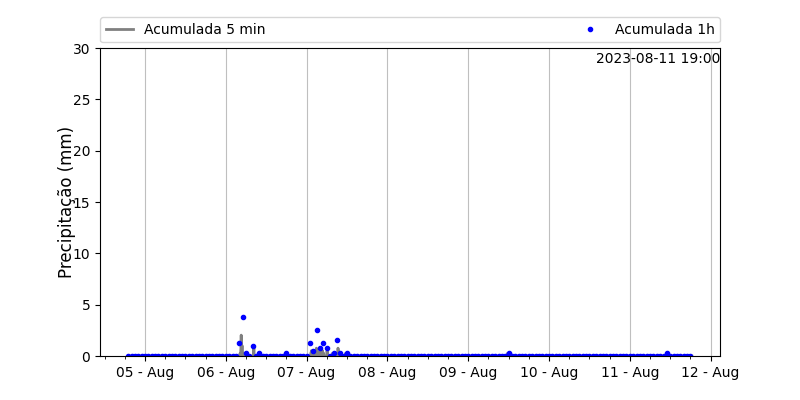 Acumulada 5 min
Acumulada 1h
2023-08-11 19:00
Precipitação (mm)
30
25
20
15
10
5
0
05 - Aug
06 - Aug
07 - Aug
08 - Aug
09 - Aug
10 - Aug
11 - Aug
12 - Aug